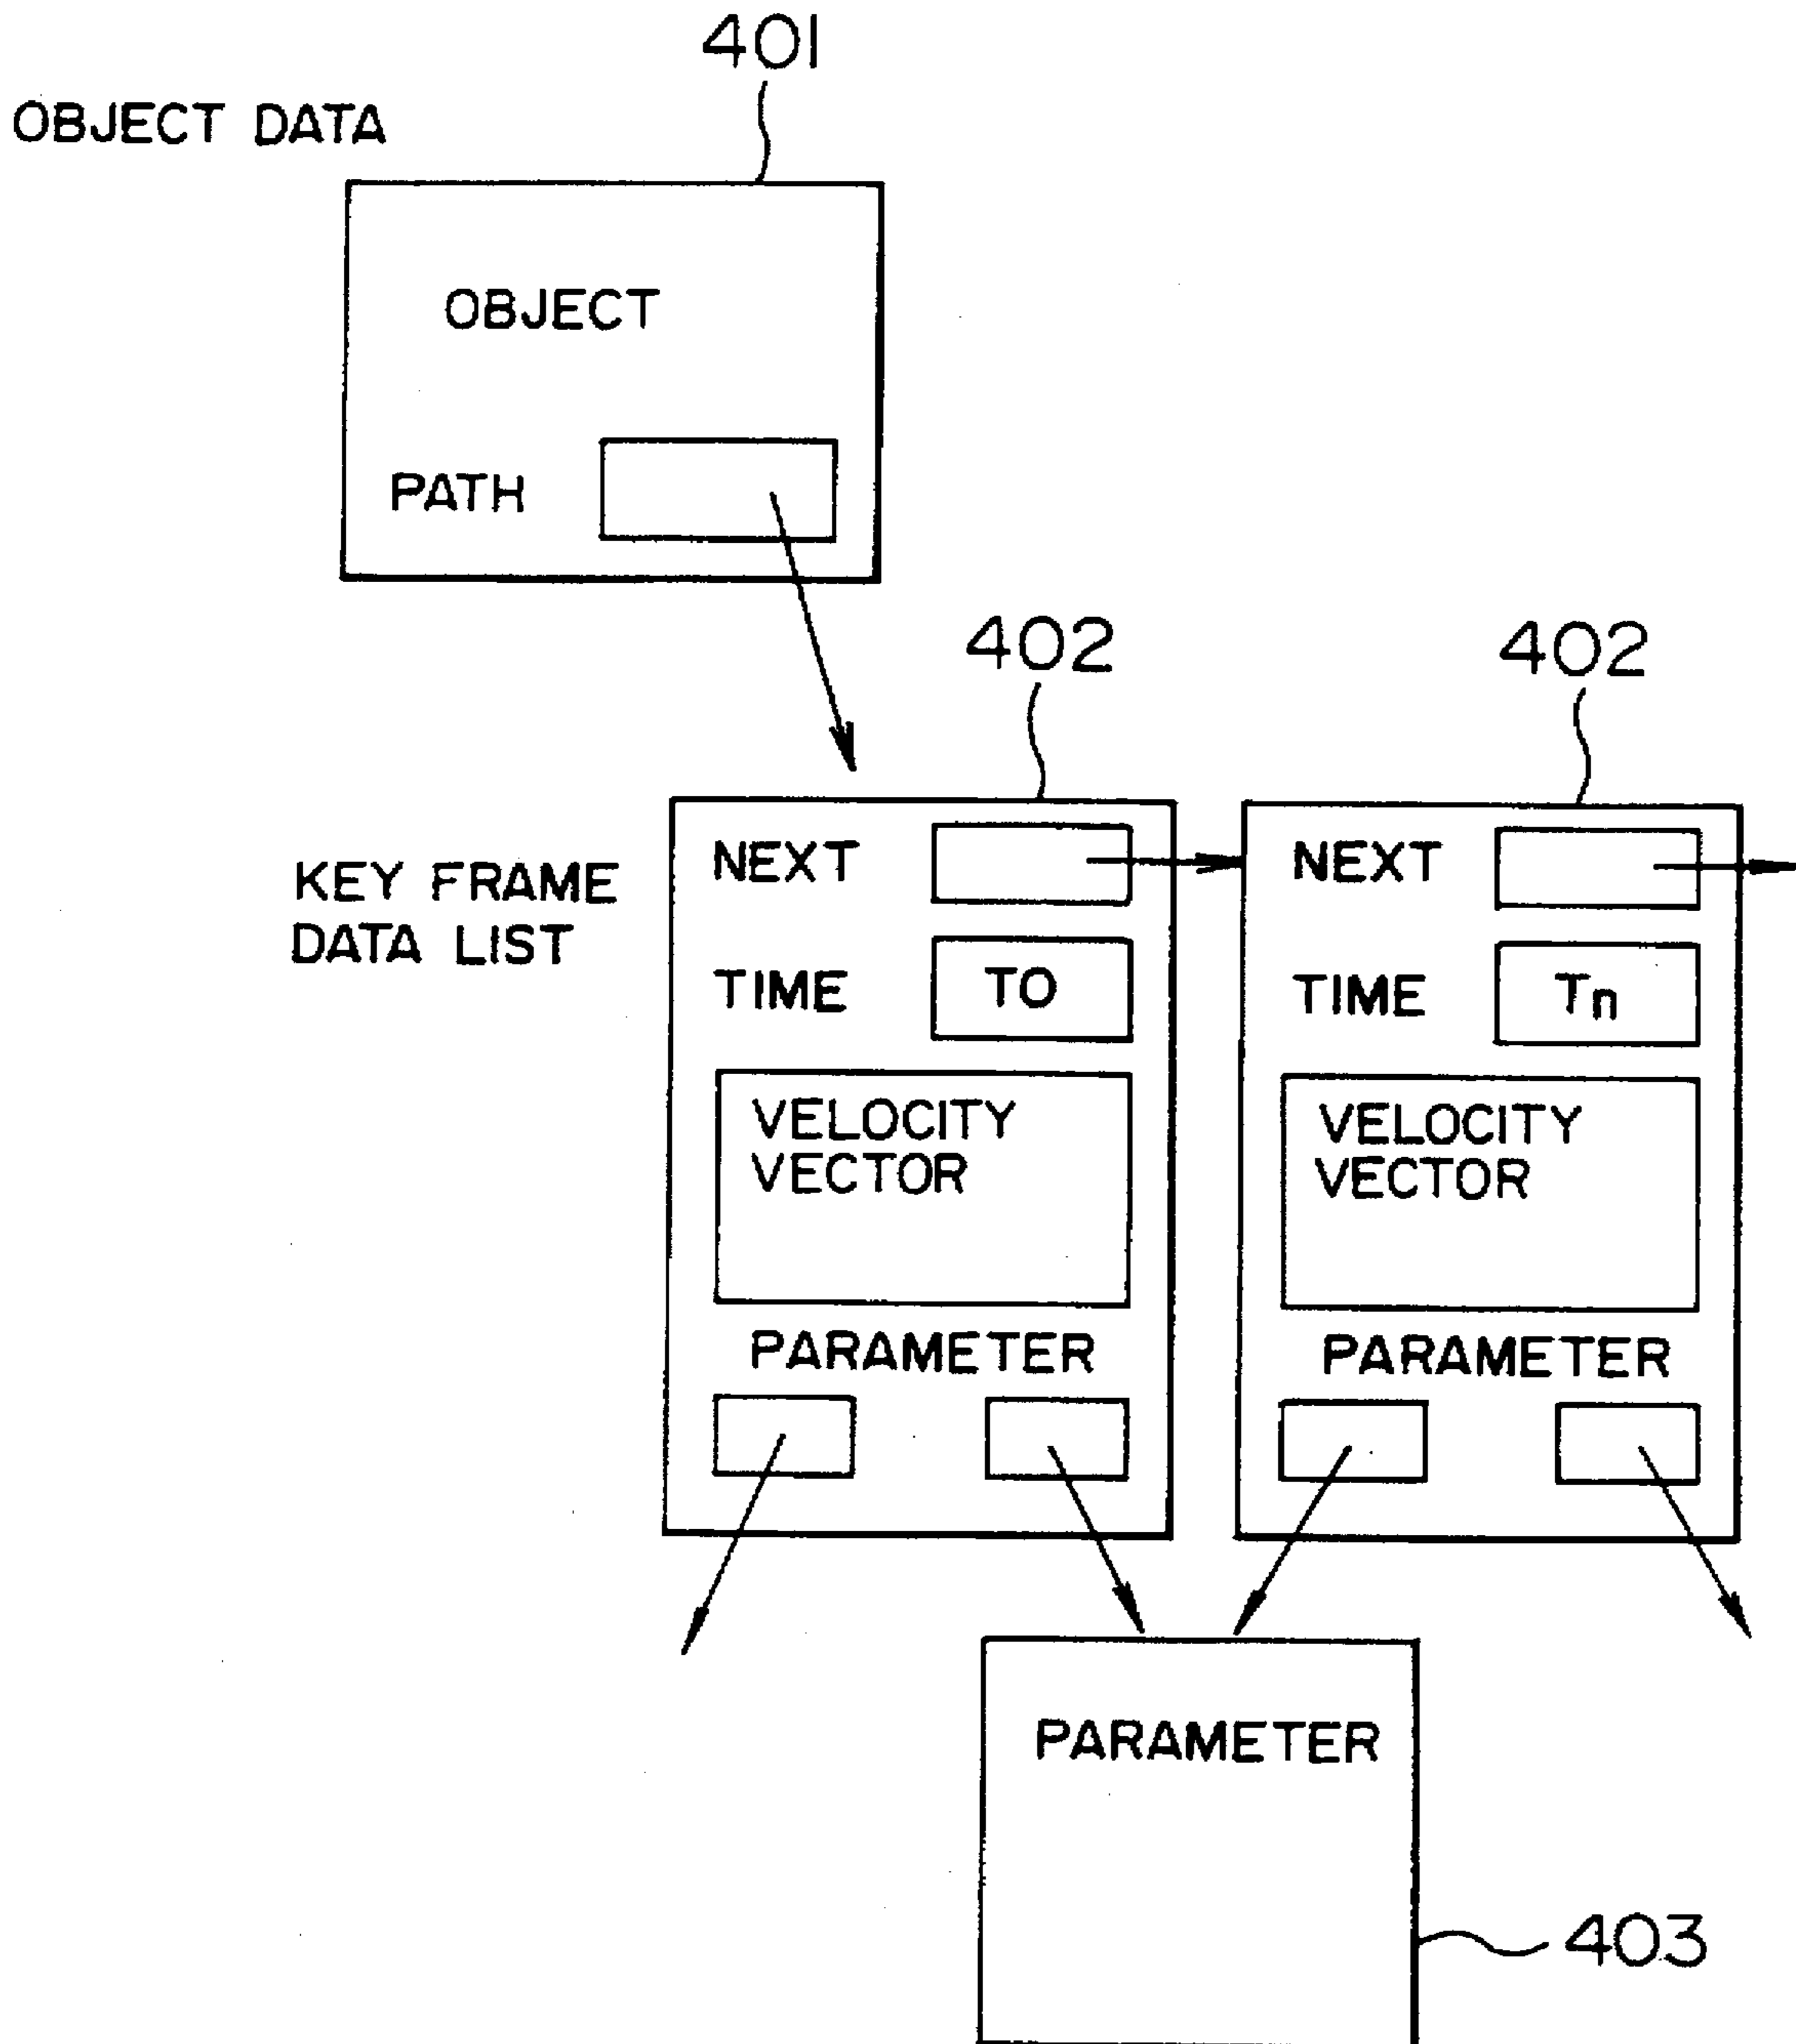 401
OBJECT DATA
OBJECT
PATH
402
402
KEY FRAME
DATA LIST
NEXT
TIME
TO
VELOCITY
VECTOR
PARAMETER
NEXT
TIME
Tn
VELOCITY
VECTOR
PARAMETER
PARAMETER
403